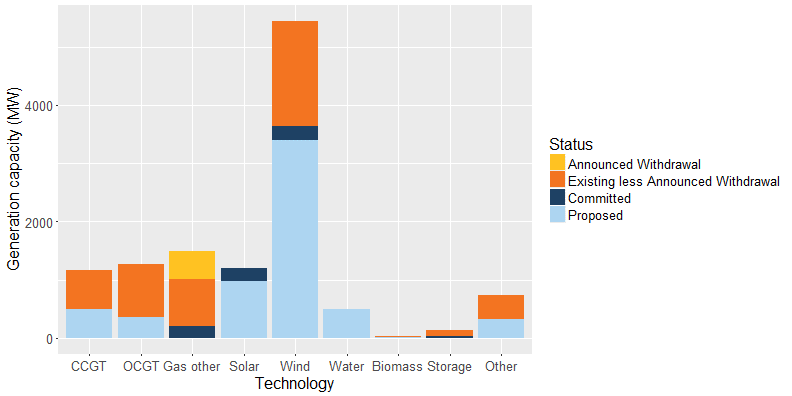 Generation capacity (MW)
4000
2000
0
CCGT OCGT Gas other Solar Wind Water Biomass Storage Other
Technology
Status
Announced Withdrawal
Existing less Announced Withdrawal
Committed
Proposed